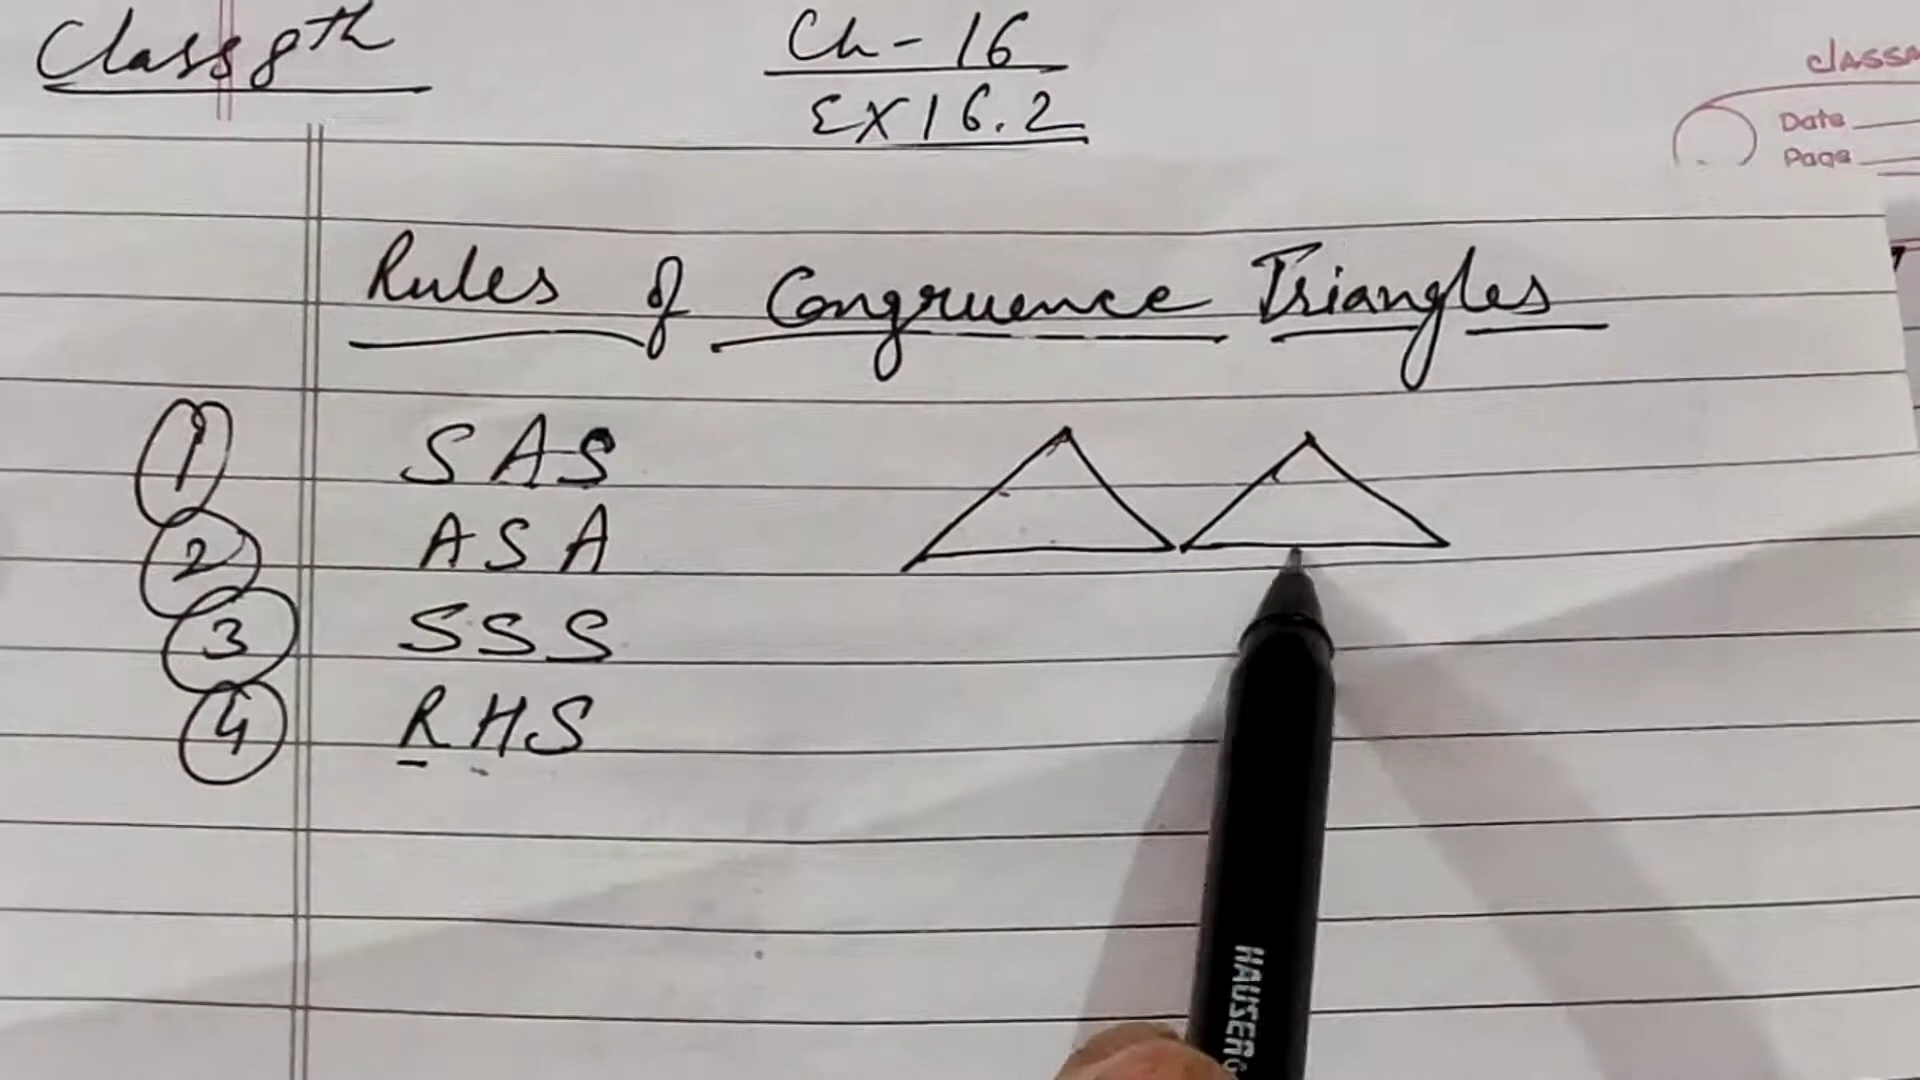 Class 8th
Ch-16
Ex 16.2
Date
Page
Rules of Congruence Triangles
1 SAS
2 ASA
3 SSS
4 RHS
HAUSER